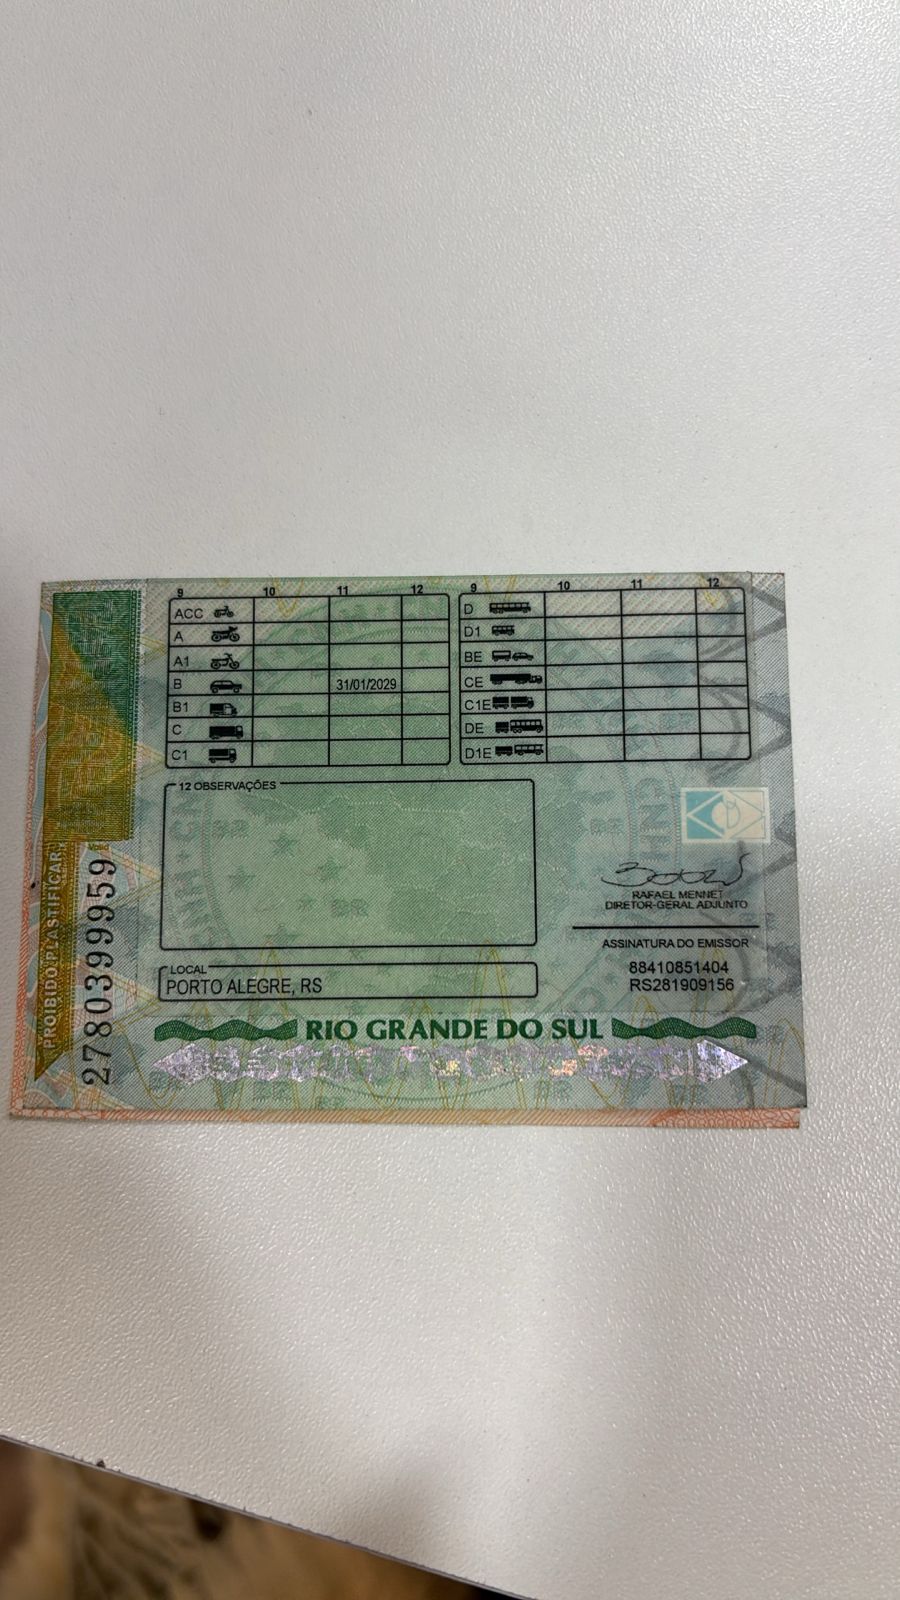 9 10 11 12
ACC
A
A1
B 31/01/2029
B1
C
C1
9 10 11 12
D
D1
BE
CE
C1E
DE
D1E
12 OBSERVAÇÕES
LOCAL
PORTO ALEGRE, RS
RAFAEL MENNET
DIRETOR-GERAL ADJUNTO
ASSINATURA DO EMISSOR
88410851404
RS281909156
RIO GRANDE DO SUL
PROIBIDO PLASTIFICAR
2780399959